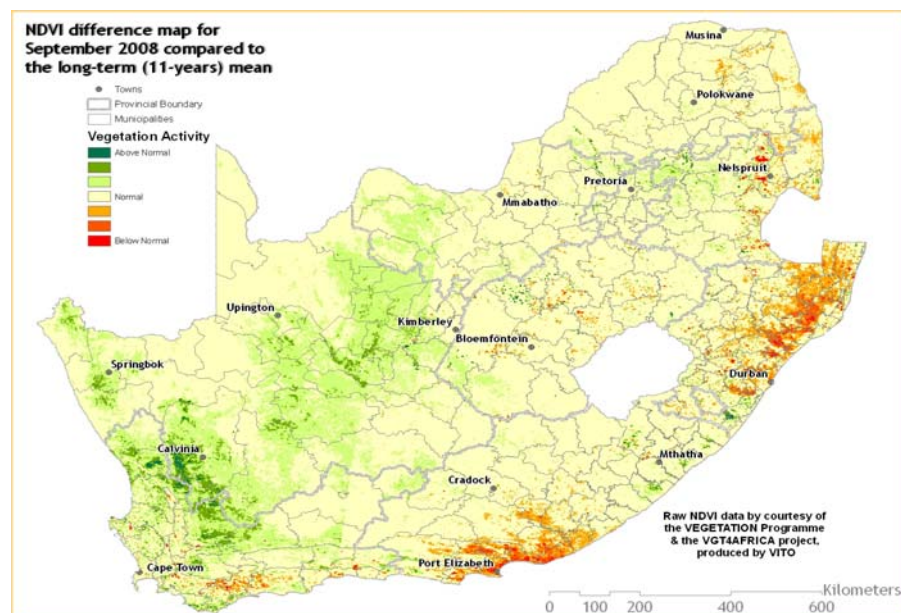 NDVI difference map for
September 2008 compared to
the long-term (11-years) mean
Towns
Provincial Boundary
Municipalities
Vegetation Activity
Above Normal
Normal
Below Normal
Musina
Polokwane
Nelspruit
Pretoria
Mmabatho
Upington
Kimberley
Bloemfontein
Springbok
Durban
Calvinia
Mthatha
Cradock
Port Elizabeth
Cape Town
Raw NDVI data by courtesy of
the VEGETATION Programme
& the VGT4AFRICA project,
produced by VITO
Kilometers
0 100 200 400 600